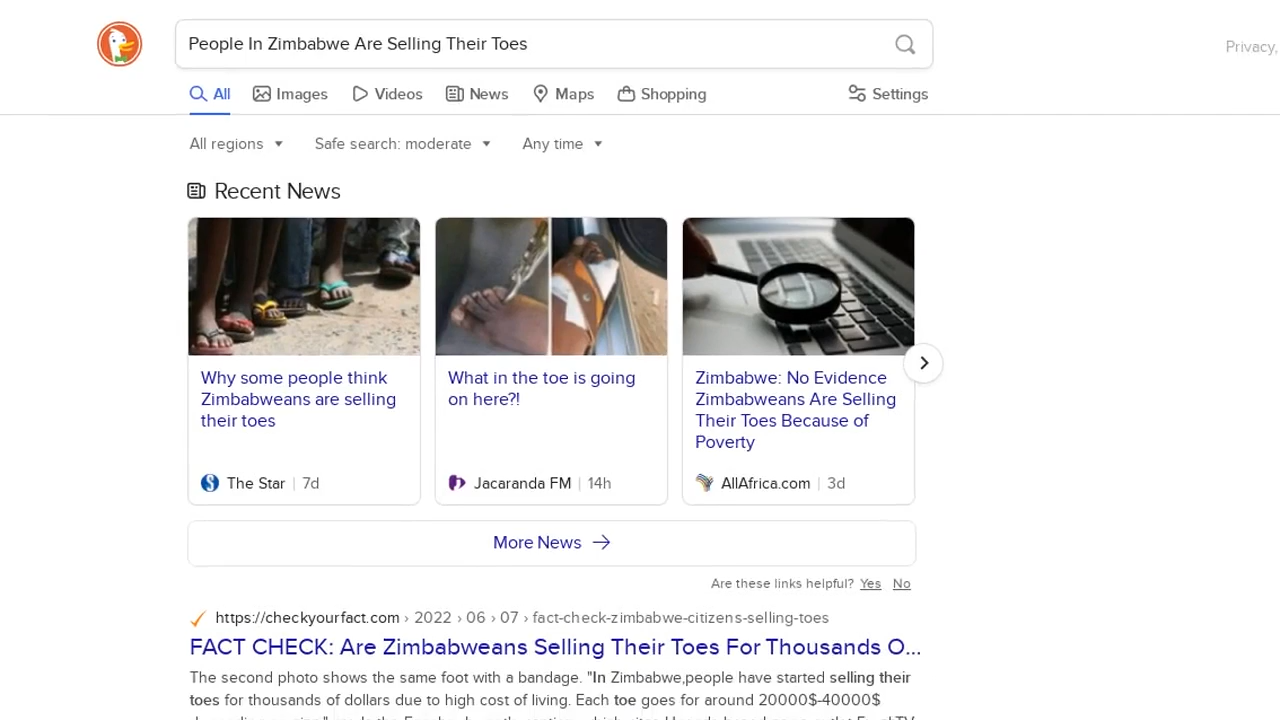 People In Zimbabwe Are Selling Their Toes
Privacy,
All Images Videos News Maps Shopping Settings
All regions Safe search: moderate Any time
Recent News
Why some people think
Zimbabweans are selling
their toes
The Star | 7d
What in the toe is going
on here?!
Jacaranda FM | 14h
Zimbabwe: No Evidence
Zimbabweans Are Selling
Their Toes Because of
Poverty
AllAfrica.com | 3d
More News
Are these links helpful? Yes No
https://checkyourfact.com › 2022 › 06 › 07 › fact-check-zimbabwe-citizens-selling-toes
FACT CHECK: Are Zimbabweans Selling Their Toes For Thousands O...
The second photo shows the same foot with a bandage. "In Zimbabwe,people have started selling their
toes for thousands of dollars due to high cost of living. Each toe goes for around 20000$-40000$